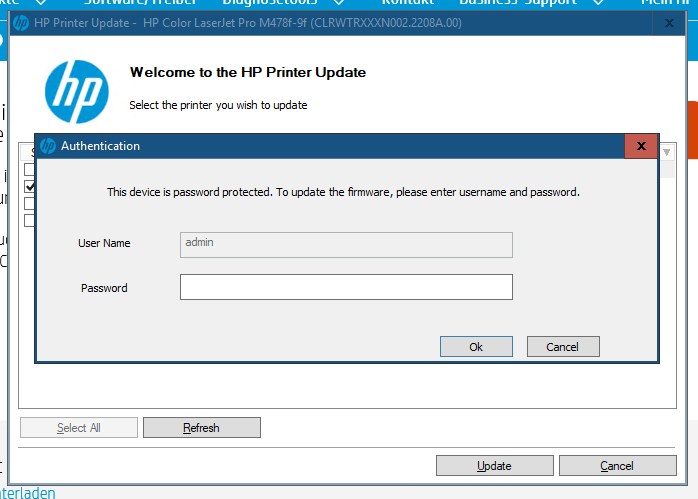 HP Printer Update - HP Color LaserJet Pro M478f-9f (CLRWTRXXXN002.2208A.00)
hp
Welcome to the HP Printer Update
Select the printer you wish to update
Authentication
This device is password protected. To update the firmware, please enter username and password.
User Name
admin
Password
Ok
Cancel
Select All
Refresh
Update
Cancel